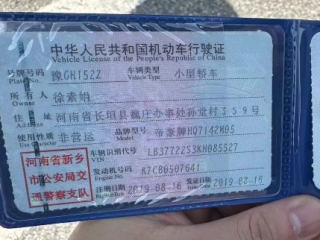 中华人民共和国机动车行驶证
Vehicle License of the People's Republic of China
号牌号码 豫GH152Z 车辆类型 小型轿车
Plate No. Vehicle Type
所有人 徐素娟
Owner
住址 河南省长垣县魏庄办事处孙堂村359号
Address
使用性质 非营运 品牌型号 帝豪牌HQ7142K05
Use Character Model
河南省新乡
市公安局交
通警察支队
车辆识别代号
VIN
发动机号码
Engine No.
注册日期 2019-08-16 发证日期 2019-08-16